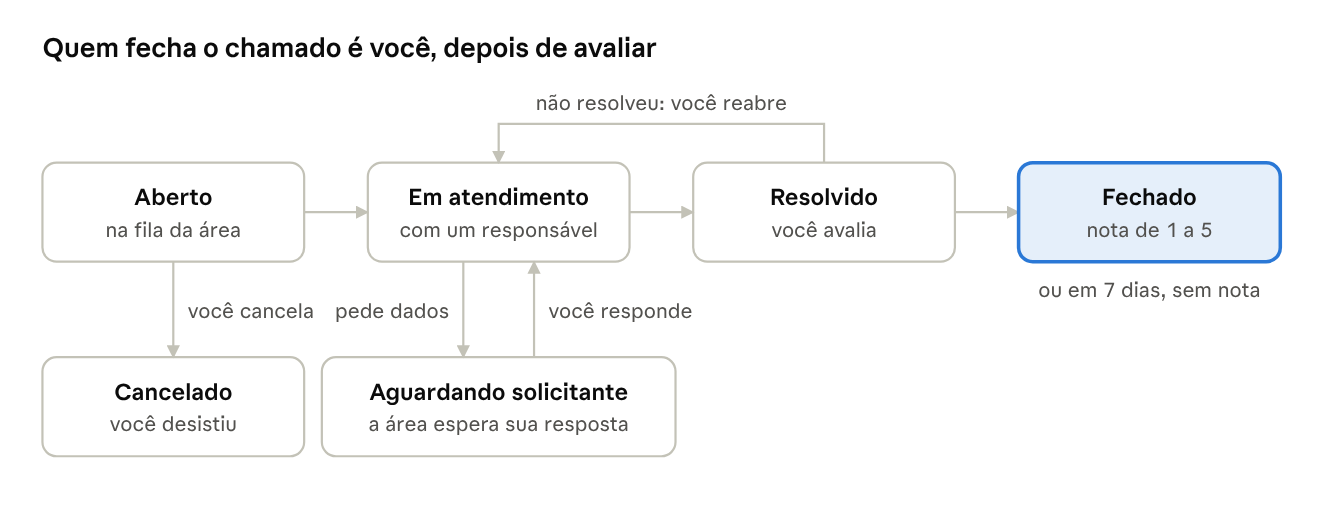 Quem fecha o chamado é você, depois de avaliar
não resolveu: você reabre
Aberto
na fila da área
Em atendimento
com um responsável
Resolvido
você avalia
Fechado
nota de 1 a 5
ou em 7 dias, sem nota
você cancela
pede dados
você responde
Cancelado
você desistiu
Aguardando solicitante
a área espera sua resposta